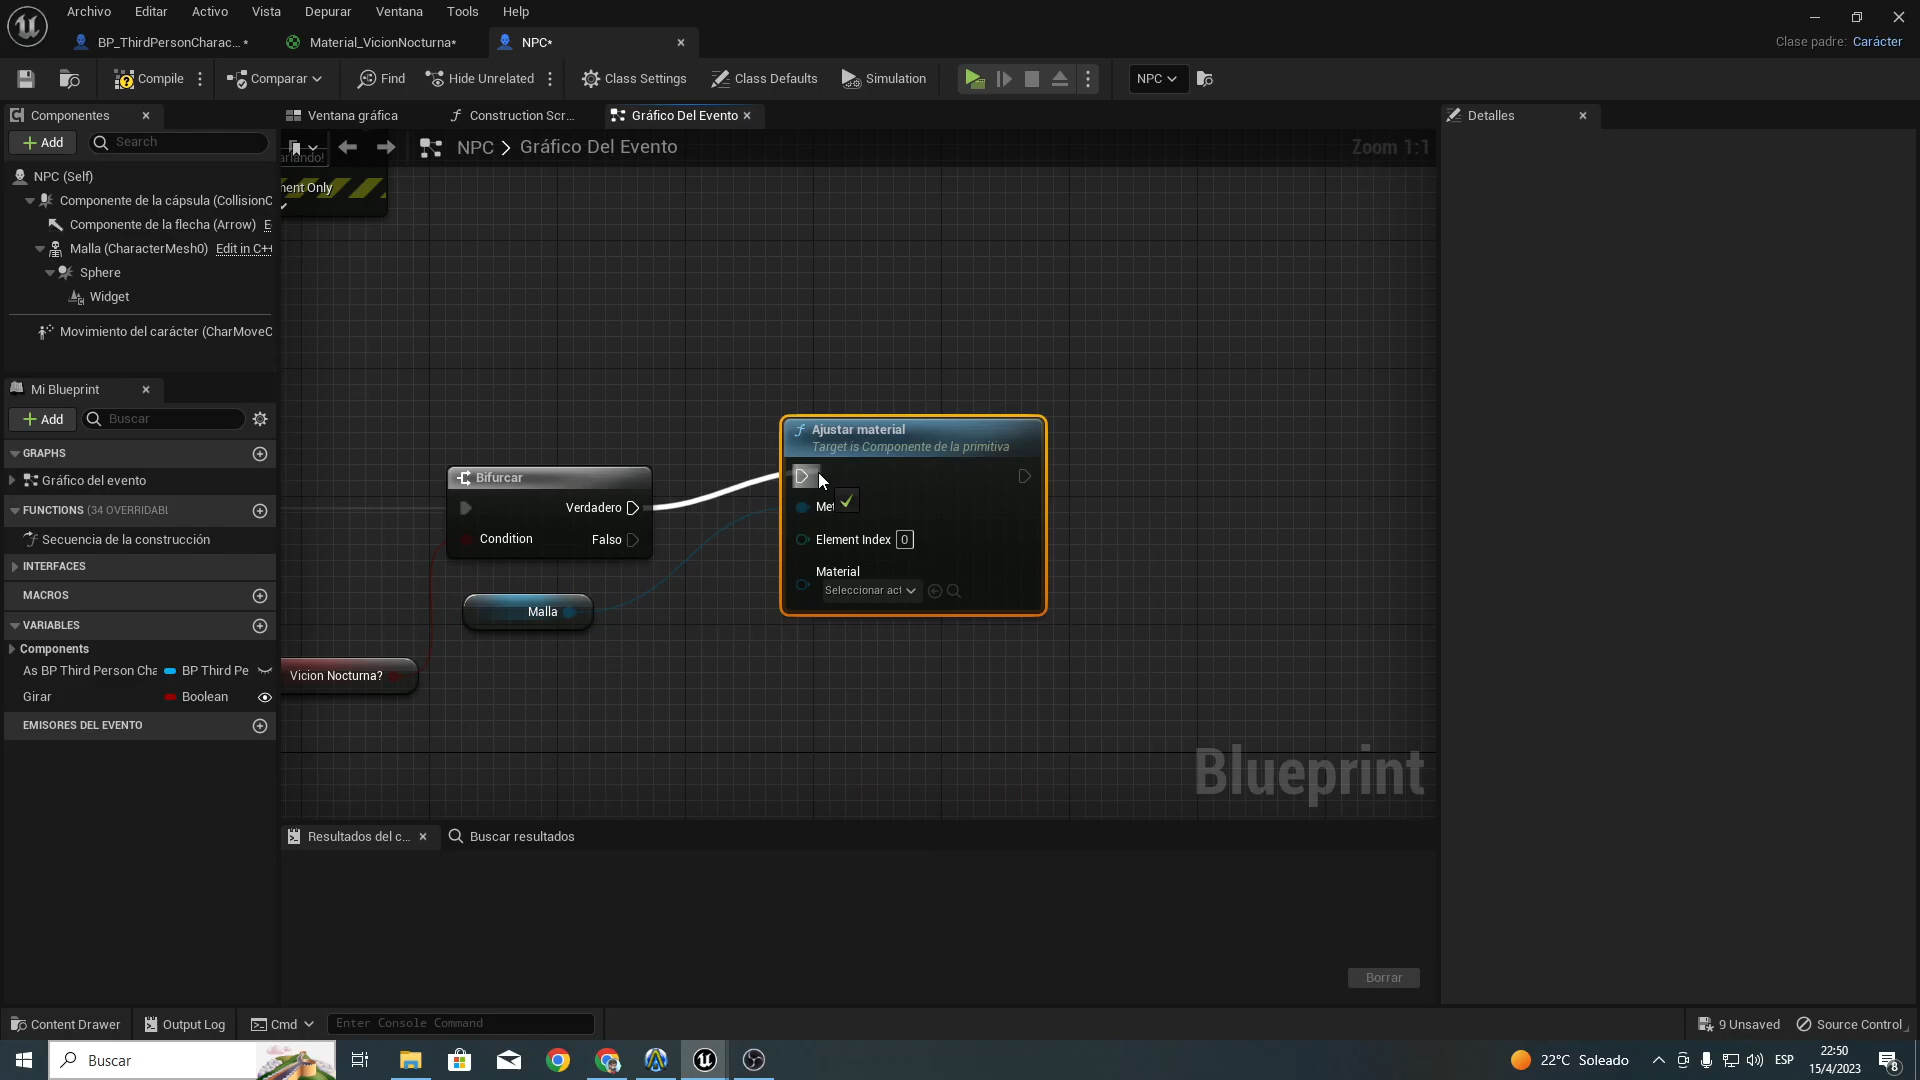 Archivo Editar Activo Vista Depurar Ventana Tools Help
BP_ThirdPersonCharac... * Material_VicionNocturna* NPC*
Clase padre: Carácter
Compile Comparar Find Hide Unrelated Class Settings Class Defaults Simulation NPC
Componentes Ventana gráfica Construction Scr... Gráfico Del Evento Detalles
Add Search
NPC > Gráfico Del Evento Zoom 1:1
NPC (Self)
ment Only
Componente de la cápsula (CollisionC
Componente de la flecha (Arrow) E
Malla (CharacterMesh0) Edit in C++
Sphere
Widget
Movimiento del carácter (CharMoveC
Mi Blueprint
Add Buscar
GRAPHS
Gráfico del evento
FUNCTIONS (34 OVERRIDABL
Secuencia de la construcción
INTERFACES
MACROS
VARIABLES
Components
As BP Third Person Cha BP Third Pe
Girar Boolean
EMISORES DEL EVENTO
Bifurcar
Verdadero
Condition Falso
Malla
Vicion Nocturna?
Ajustar material
Target is Componente de la primitiva
Met
Element Index 0
Material
Seleccionar act
Blueprint
Resultados del c... Buscar resultados
Borrar
Content Drawer Output Log Cmd Enter Console Command 9 Unsaved Source Control
Buscar 22°C Soleado ESP 22:50
15/4/2023 8